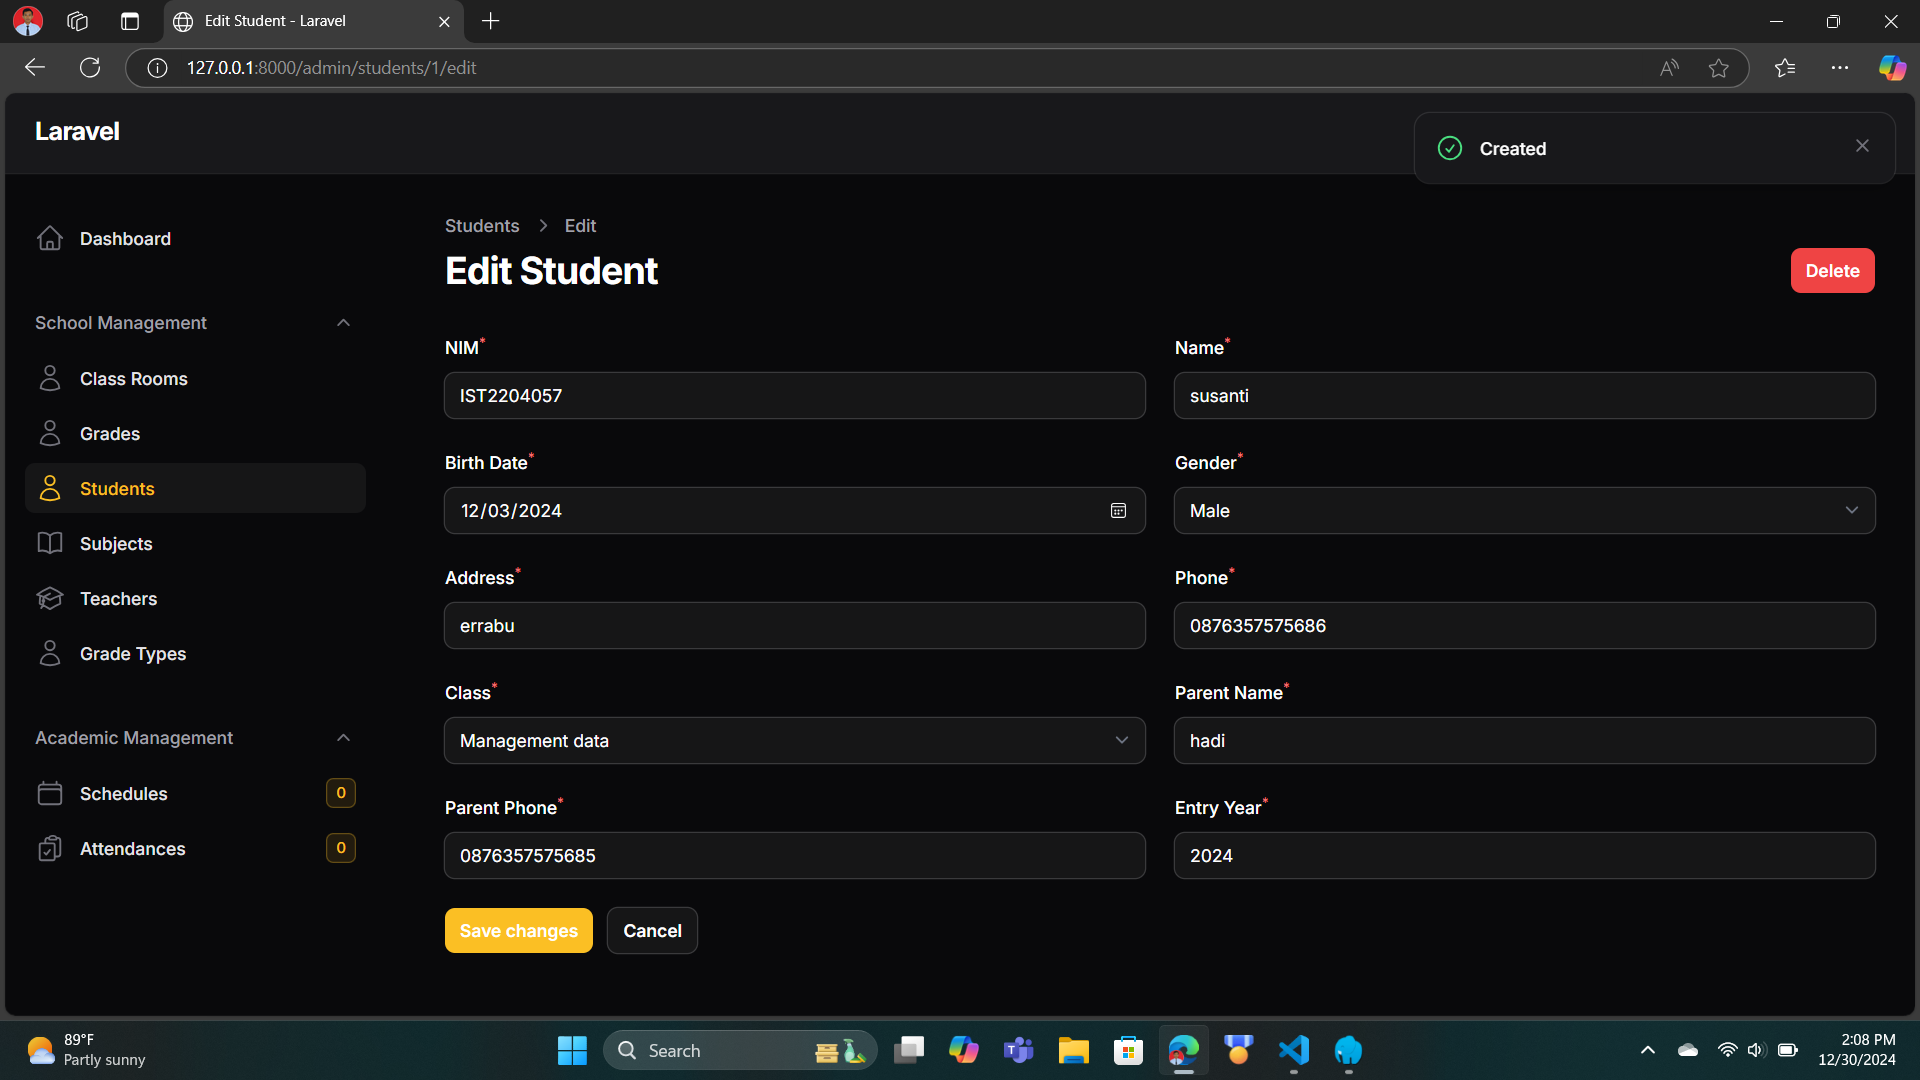 Edit Student - Laravel
127.0.0.1:8000/admin/students/1/edit
Laravel
Created
Dashboard
School Management
Class Rooms
Grades
Students
Subjects
Teachers
Grade Types
Academic Management
Schedules 0
Attendances 0
Students > Edit
Edit Student
Delete
NIM* Name*
IST2204057 susanti
Birth Date* Gender*
12/03/2024 Male
Address* Phone*
errabu 0876357575686
Class* Parent Name*
Management data hadi
Parent Phone* Entry Year*
0876357575685 2024
Save changes Cancel
89°F
Partly sunny
Search
2:08 PM
12/30/2024